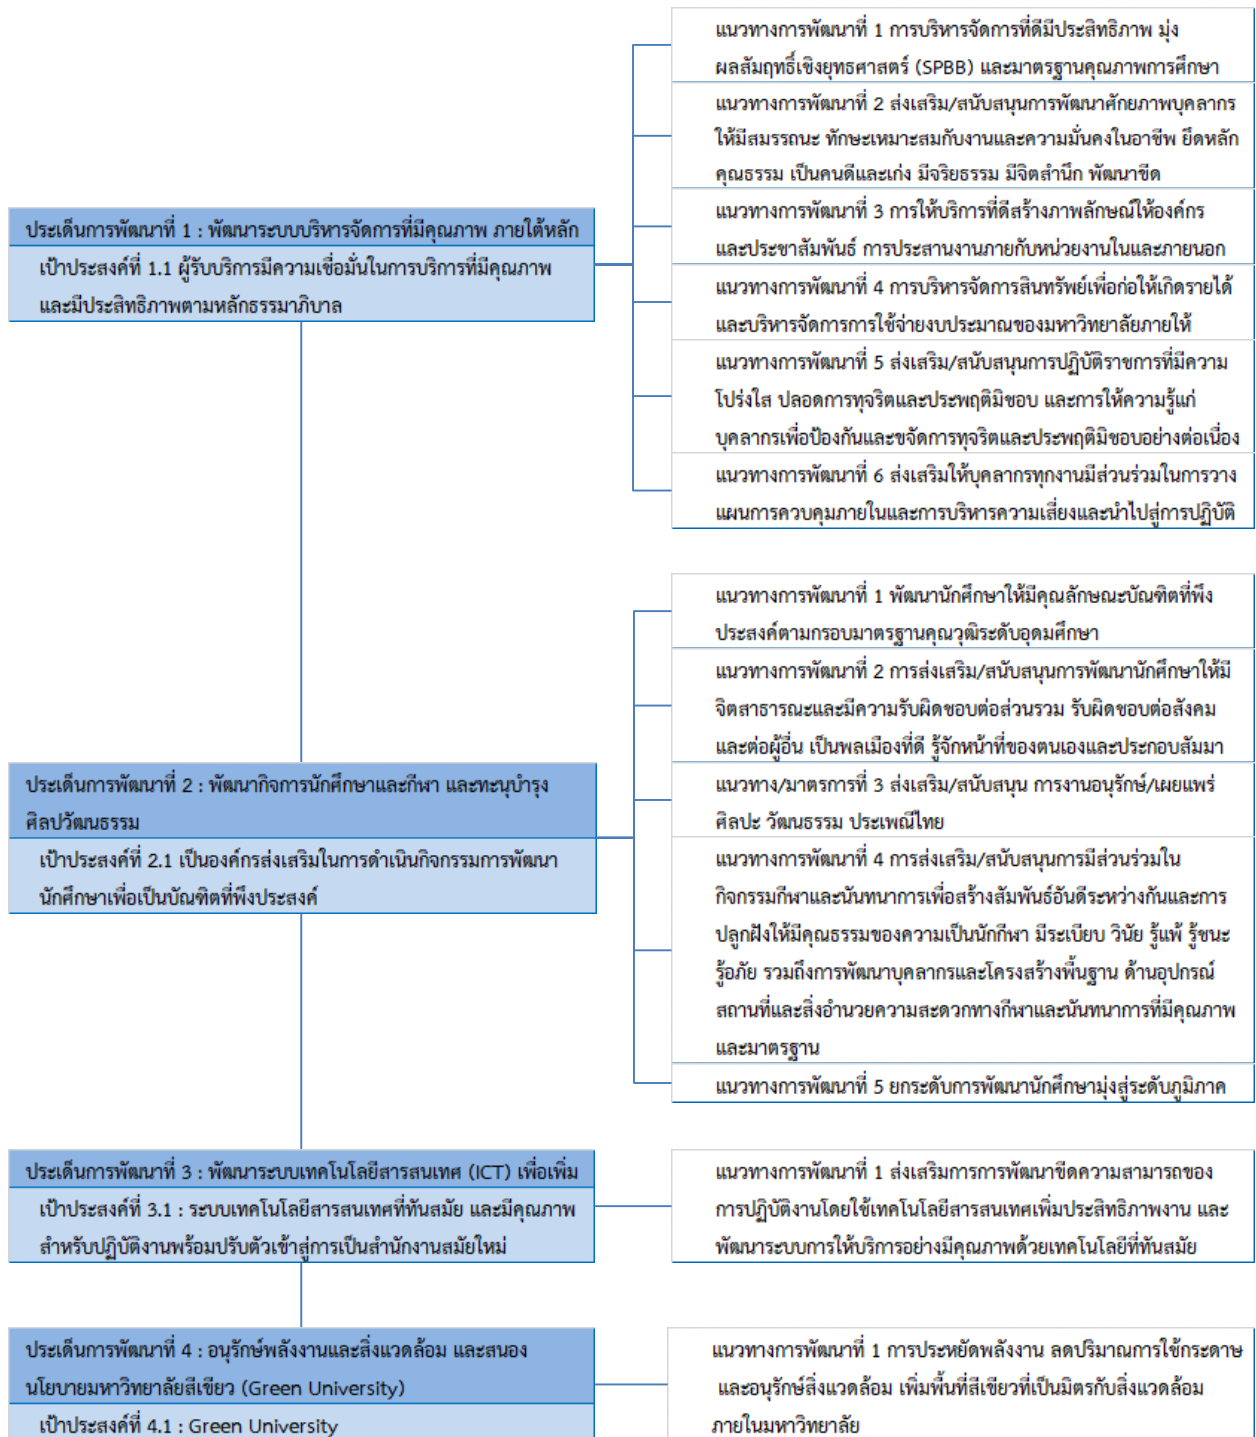 แนวทางการพัฒนาที่ 1 การบริหารจัดการที่ดีมีประสิทธิภาพ มุ่ง
ผลสัมฤทธิ์เชิงยุทธศาสตร์ (SPBB) และมาตรฐานคุณภาพการศึกษา
แนวทางการพัฒนาที่ 2 ส่งเสริม/สนับสนุนการพัฒนาศักยภาพบุคลากร
ให้มีสมรรถนะ ทักษะเหมาะสมกับงานและความมั่นคงในอาชีพ ยึดหลัก
คุณธรรม เป็นคนดีและเก่ง มีจริยธรรม มีจิตสำนึก พัฒนาขีด
ประเด็นการพัฒนาที่ 1 : พัฒนาระบบบริหารจัดการที่มีคุณภาพ ภายใต้หลัก
เป้าประสงค์ที่ 1.1 ผู้รับบริการมีความเชื่อมั่นในการบริการที่มีคุณภาพ
และมีประสิทธิภาพตามหลักธรรมาภิบาล
แนวทางการพัฒนาที่ 3 การให้บริการที่ดีสร้างภาพลักษณ์ให้องค์กร
และประชาสัมพันธ์ การประสานงานภายกับหน่วยงานในและภายนอก
แนวทางการพัฒนาที่ 4 การบริหารจัดการสินทรัพย์เพื่อก่อให้เกิดรายได้
และบริหารจัดการการใช้จ่ายงบประมาณของมหาวิทยาลัยภายให้
แนวทางการพัฒนาที่ 5 ส่งเสริม/สนับสนุนการปฏิบัติราชการที่มีความ
โปร่งใส ปลอดการทุจริตและประพฤติมิชอบ และการให้ความรู้แก่
บุคลากรเพื่อป้องกันและขจัดการทุจริตและประพฤติมิชอบอย่างต่อเนื่อง
แนวทางการพัฒนาที่ 6 ส่งเสริมให้บุคลากรทุกงานมีส่วนร่วมในการวาง
แผนการควบคุมภายในและการบริหารความเสี่ยงและนำไปสู่การปฏิบัติ
แนวทางการพัฒนาที่ 1 พัฒนานักศึกษาให้มีคุณลักษณะบัณฑิตที่พึง
ประสงค์ตามกรอบมาตรฐานคุณวุฒิระดับอุดมศึกษา
แนวทางการพัฒนาที่ 2 การส่งเสริม/สนับสนุนการพัฒนานักศึกษาให้มี
จิตสาธารณะและมีความรับผิดชอบต่อส่วนรวม รับผิดชอบต่อสังคม
และต่อผู้อื่น เป็นพลเมืองที่ดี รู้จักหน้าที่ของตนเองและประกอบสัมมา
ประเด็นการพัฒนาที่ 2 : พัฒนากิจการนักศึกษาและกีฬา และทะนุบำรุง
ศิลปวัฒนธรรม
เป้าประสงค์ที่ 2.1 เป็นองค์กรส่งเสริมในการดำเนินกิจกรรมการพัฒนา
นักศึกษาเพื่อเป็นบัณฑิตที่พึงประสงค์
แนวทาง/มาตรการที่ 3 ส่งเสริม/สนับสนุน การงานอนุรักษ์/เผยแพร่
ศิลปะ วัฒนธรรม ประเพณีไทย
แนวทางการพัฒนาที่ 4 การส่งเสริม/สนับสนุนการมีส่วนร่วมใน
กิจกรรมกีฬาและนันทนาการเพื่อสร้างสัมพันธ์อันดีระหว่างกันและการ
ปลูกฝังให้มีคุณธรรมของความเป็นนักกีฬา มีระเบียบ วินัย รู้แพ้ รู้ชนะ
รู้อภัย รวมถึงการพัฒนาบุคลากรและโครงสร้างพื้นฐาน ด้านอุปกรณ์
สถานที่และสิ่งอำนวยความสะดวกทางกีฬาและนันทนาการที่มีคุณภาพ
และมาตรฐาน
แนวทางการพัฒนาที่ 5 ยกระดับการพัฒนานักศึกษามุ่งสู่ระดับภูมิภาค
ประเด็นการพัฒนาที่ 3 : พัฒนาระบบเทคโนโลยีสารสนเทศ (ICT) เพื่อเพิ่ม
เป้าประสงค์ที่ 3.1 : ระบบเทคโนโลยีสารสนเทศที่ทันสมัย และมีคุณภาพ
สำหรับปฏิบัติงานพร้อมปรับตัวเข้าสู่การเป็นสำนักงานสมัยใหม่
แนวทางการพัฒนาที่ 1 ส่งเสริมการการพัฒนาขีดความสามารถของ
การปฏิบัติงานโดยใช้เทคโนโลยีสารสนเทศเพิ่มประสิทธิภาพงาน และ
พัฒนาระบบการให้บริการอย่างมีคุณภาพด้วยเทคโนโลยีที่ทันสมัย
ประเด็นการพัฒนาที่ 4 : อนุรักษ์พลังงานและสิ่งแวดล้อม และสนอง
นโยบายมหาวิทยาลัยสีเขียว (Green University)
เป้าประสงค์ที่ 4.1 : Green University
แนวทางการพัฒนาที่ 1 การประหยัดพลังงาน ลดปริมาณการใช้กระดาษ
และอนุรักษ์สิ่งแวดล้อม เพิ่มพื้นที่สีเขียวที่เป็นมิตรกับสิ่งแวดล้อม
ภายในมหาวิทยาลัย